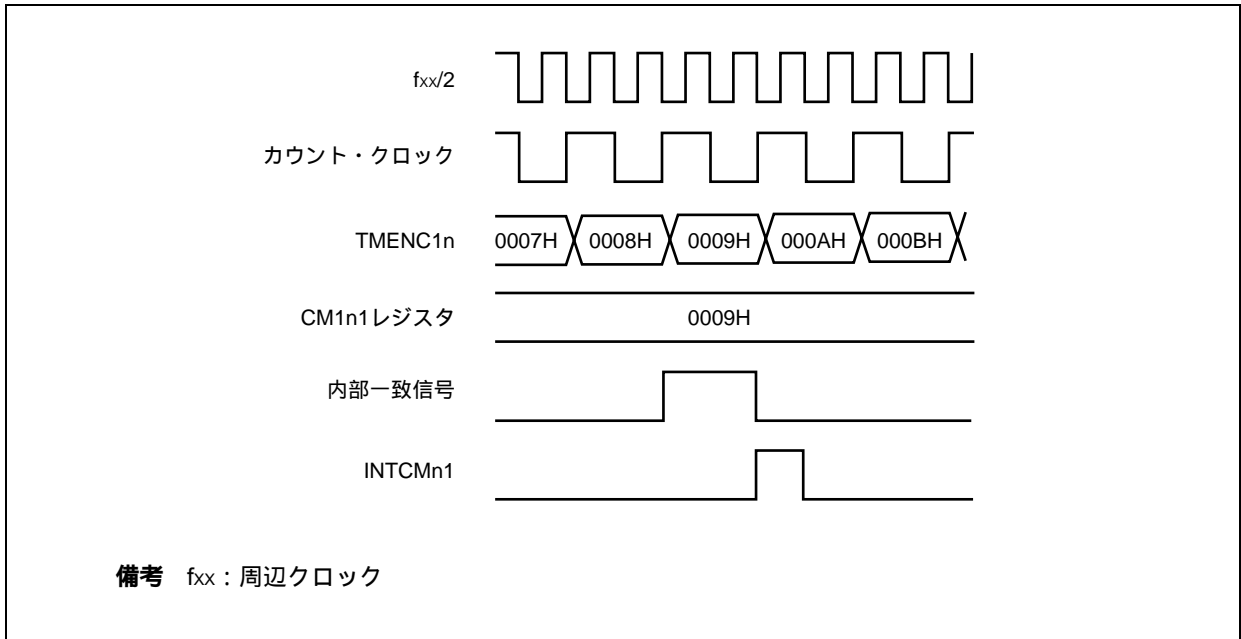 fxx/2
カウント・クロック
TMENC1n 0007H 0008H 0009H 000AH 000BH
CM1n1レジスタ 0009H
内部一致信号
INTCMn1
備考 fxx：周辺クロック